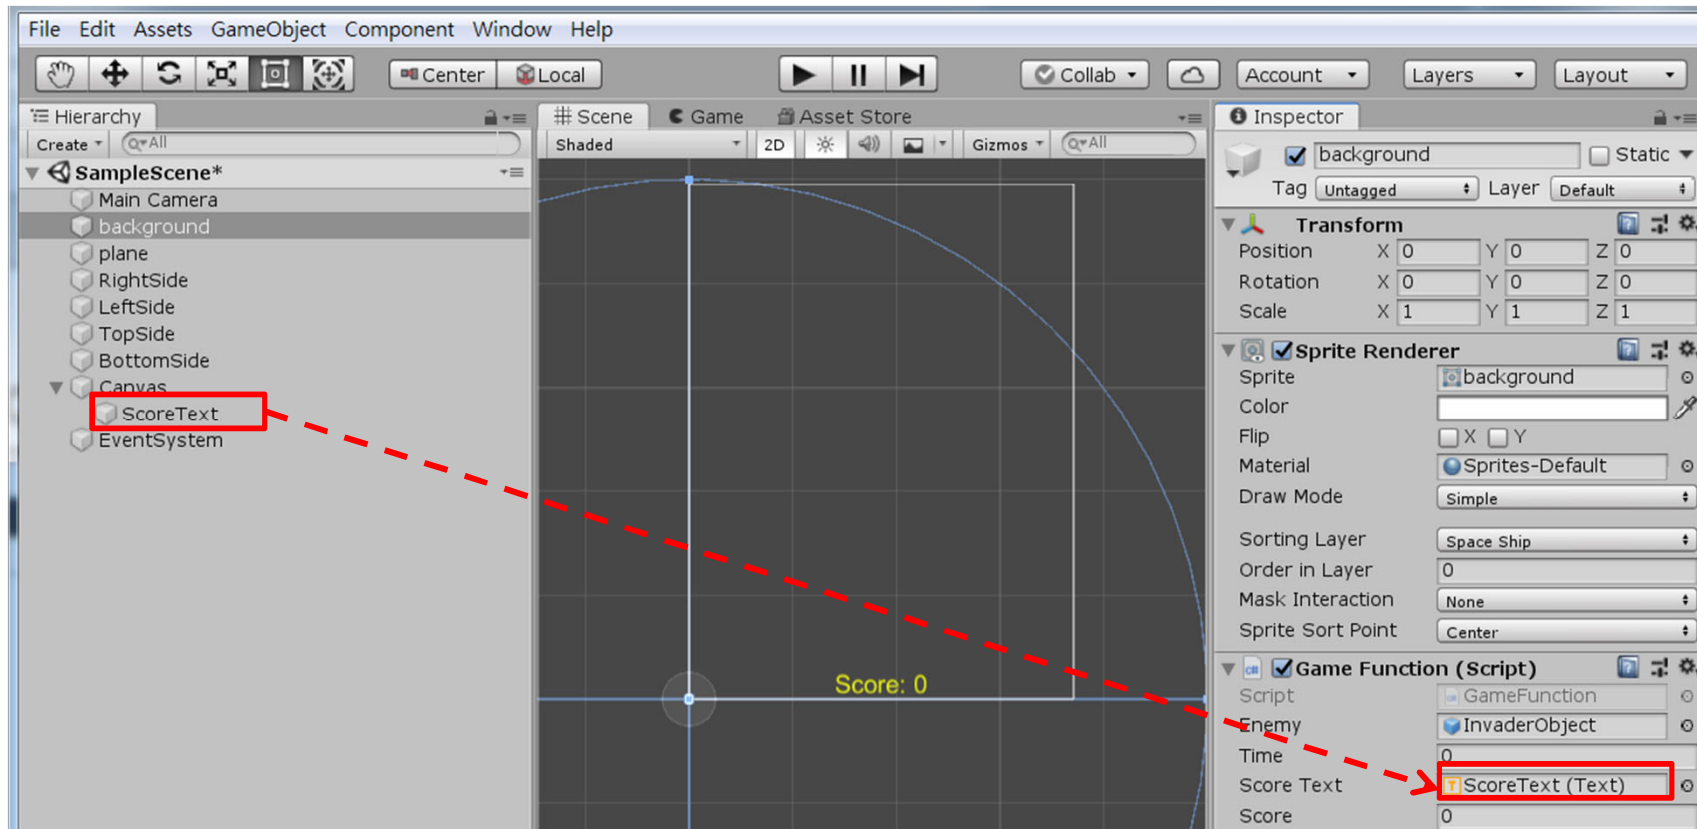 File Edit Assets GameObject Component Window Help
Center Local Collab Account Layers Layout
Hierarchy
Create All
SampleScene*
Main Camera
background
plane
RightSide
LeftSide
TopSide
BottomSide
Canvas
ScoreText
EventSystem
Scene Game Asset Store
Shaded 2D Gizmos All
Score: 0
Inspector
background Static
Tag Untagged Layer Default
Transform
Position X 0 Y 0 Z 0
Rotation X 0 Y 0 Z 0
Scale X 1 Y 1 Z 1
Sprite Renderer
Sprite background
Color
Flip X Y
Material Sprites-Default
Draw Mode Simple
Sorting Layer Space Ship
Order in Layer 0
Mask Interaction None
Sprite Sort Point Center
Game Function (Script)
Script GameFunction
Enemy InvaderObject
Time 0
Score Text ScoreText (Text)
Score 0